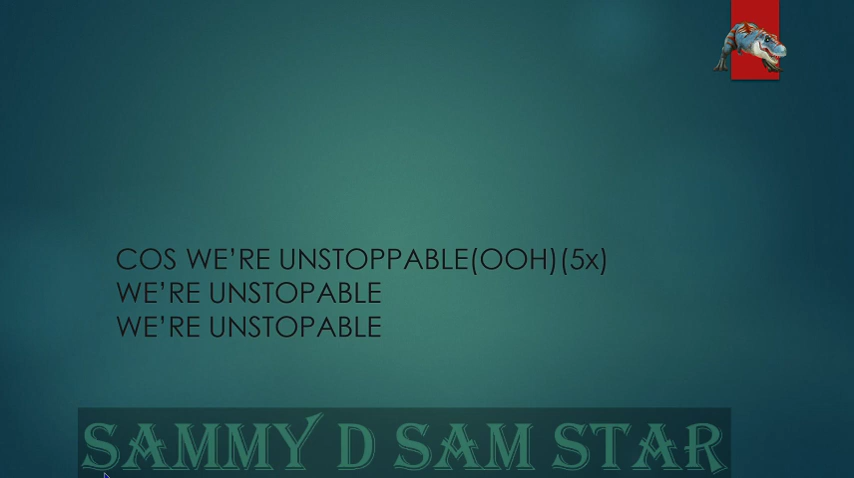 COS WE’RE UNSTOPPABLE(OOH)(5x)
WE’RE UNSTOPABLE
WE’RE UNSTOPABLE
SAMMY D SAM STAR